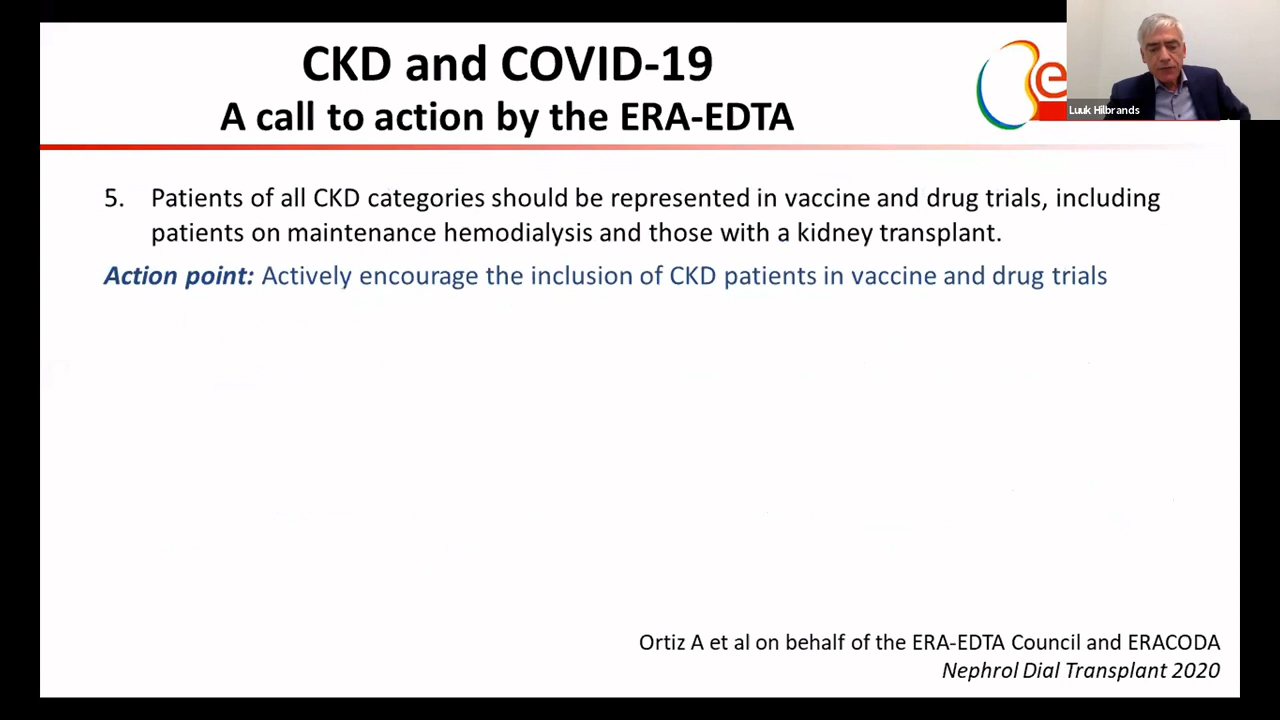 CKD and COVID-19
A call to action by the ERA-EDTA
e
Luuk Hilbrands
5. Patients of all CKD categories should be represented in vaccine and drug trials, including
patients on maintenance hemodialysis and those with a kidney transplant.
Action point: Actively encourage the inclusion of CKD patients in vaccine and drug trials
Ortiz A et al on behalf of the ERA-EDTA Council and ERACODA
Nephrol Dial Transplant 2020